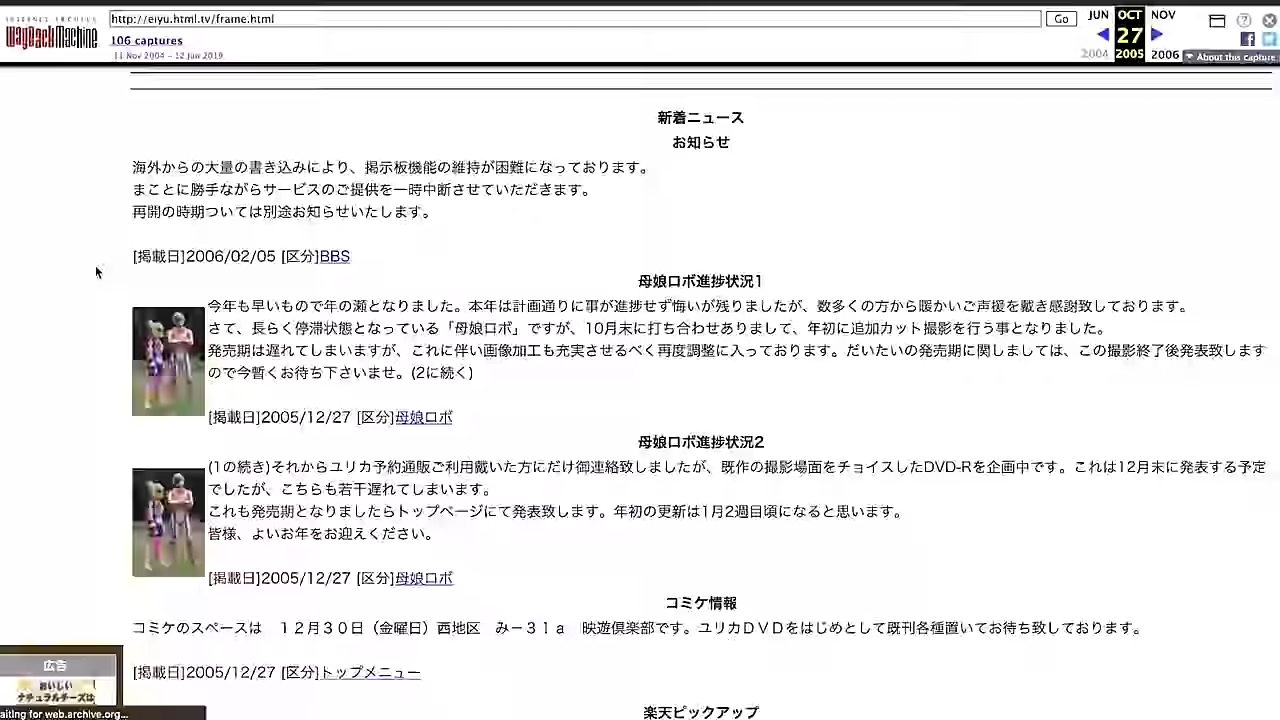 INTERNET ARCHIVE
WayBackMachine
http://eiyu.html.tv/frame.html
Go
JUN
OCT
NOV
106 captures
27
11 Nov 2004 – 12 Jun 2019
2004
2005
2006
About this capture
新着ニュース
お知らせ
海外からの大量の書き込みにより、掲示板機能の維持が困難になっております。
まことに勝手ながらサービスのご提供を一時中断させていただきます。
再開の時期ついては別途お知らせいたします。
[掲載日]2006/02/05 [区分]BBS
母娘ロボ進捗状況1
今年も早いもので年の瀬となりました。本年は計画通りに事が進捗せず悔いが残りましたが、数多くの方から暖かいご声援を戴き感謝致しております。
さて、長らく停滞状態となっている「母娘ロボ」ですが、10月末に打ち合わせありまして、年初に追加カット撮影を行う事となりました。
発売期は遅れてしまいますが、これに伴い画像加工も充実させるべく再度調整に入っております。だいたいの発売期に関しましては、この撮影終了後発表致します
ので今暫くお待ち下さいませ。(2に続く)
[掲載日]2005/12/27 [区分]母娘ロボ
母娘ロボ進捗状況2
(1の続き)それからユリカ予約通販ご利用戴いた方にだけ御連絡致しましたが、既作の撮影場面をチョイスしたDVD-Rを企画中です。これは12月末に発表する予定
でしたが、こちらも若干遅れてしまいます。
これも発売期となりましたらトップページにて発表致します。年初の更新は1月2週目頃になると思います。
皆様、よいお年をお迎えください。
[掲載日]2005/12/27 [区分]母娘ロボ
コミケ情報
コミケのスペースは　１２月３０日（金曜日）西地区　み－３１ａ　映遊倶楽部です。ユリカＤＶＤをはじめとして既刊各種置いてお待ち致しております。
[掲載日]2005/12/27 [区分]トップメニュー
楽天ピックアップ
広告
おいしい
ナチュラルチーズは
aiting for web.archive.org...